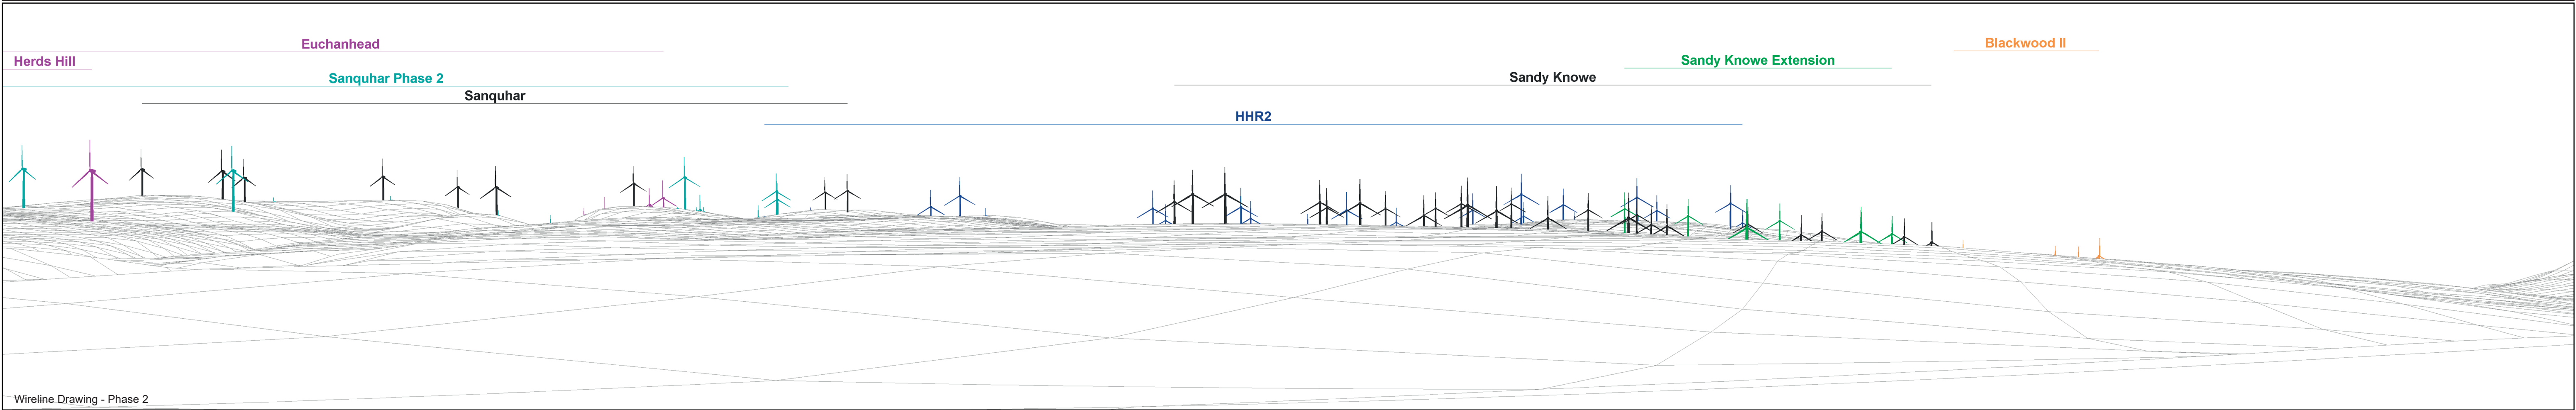 Euchanhead
Blackwood II
Herds Hill
Sandy Knowe Extension
Sanquhar Phase 2
Sandy Knowe
Sanquhar
HHR2
Wireline Drawing - Phase 2